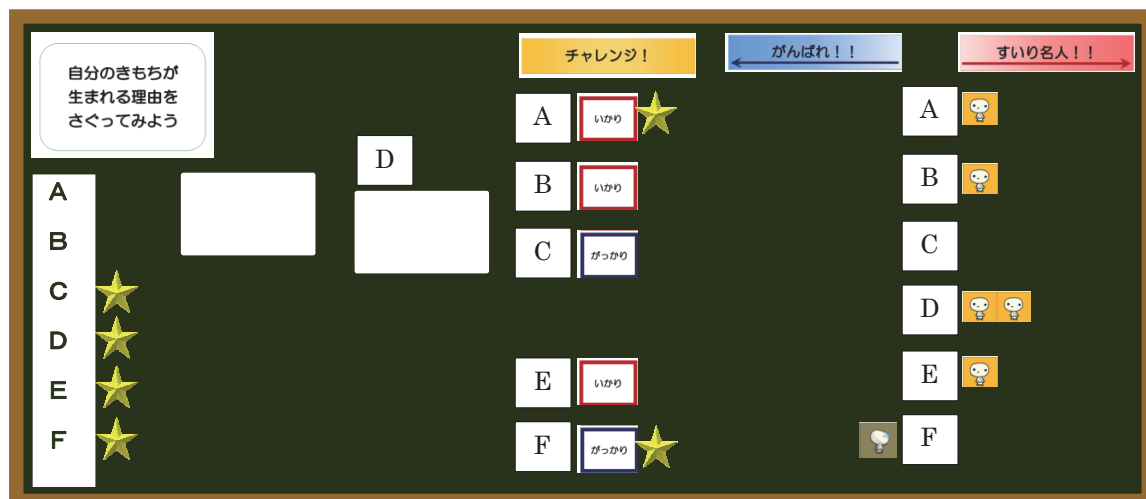 自分のきもちが
生まれる理由を
さぐってみよう
A
B
C
D
E
F
D
チャレンジ！
A いかり
B いかり
C がっかり
E いかり
F がっかり
がんばれ！！
すいり名人！！
A
B
C
D
E
F